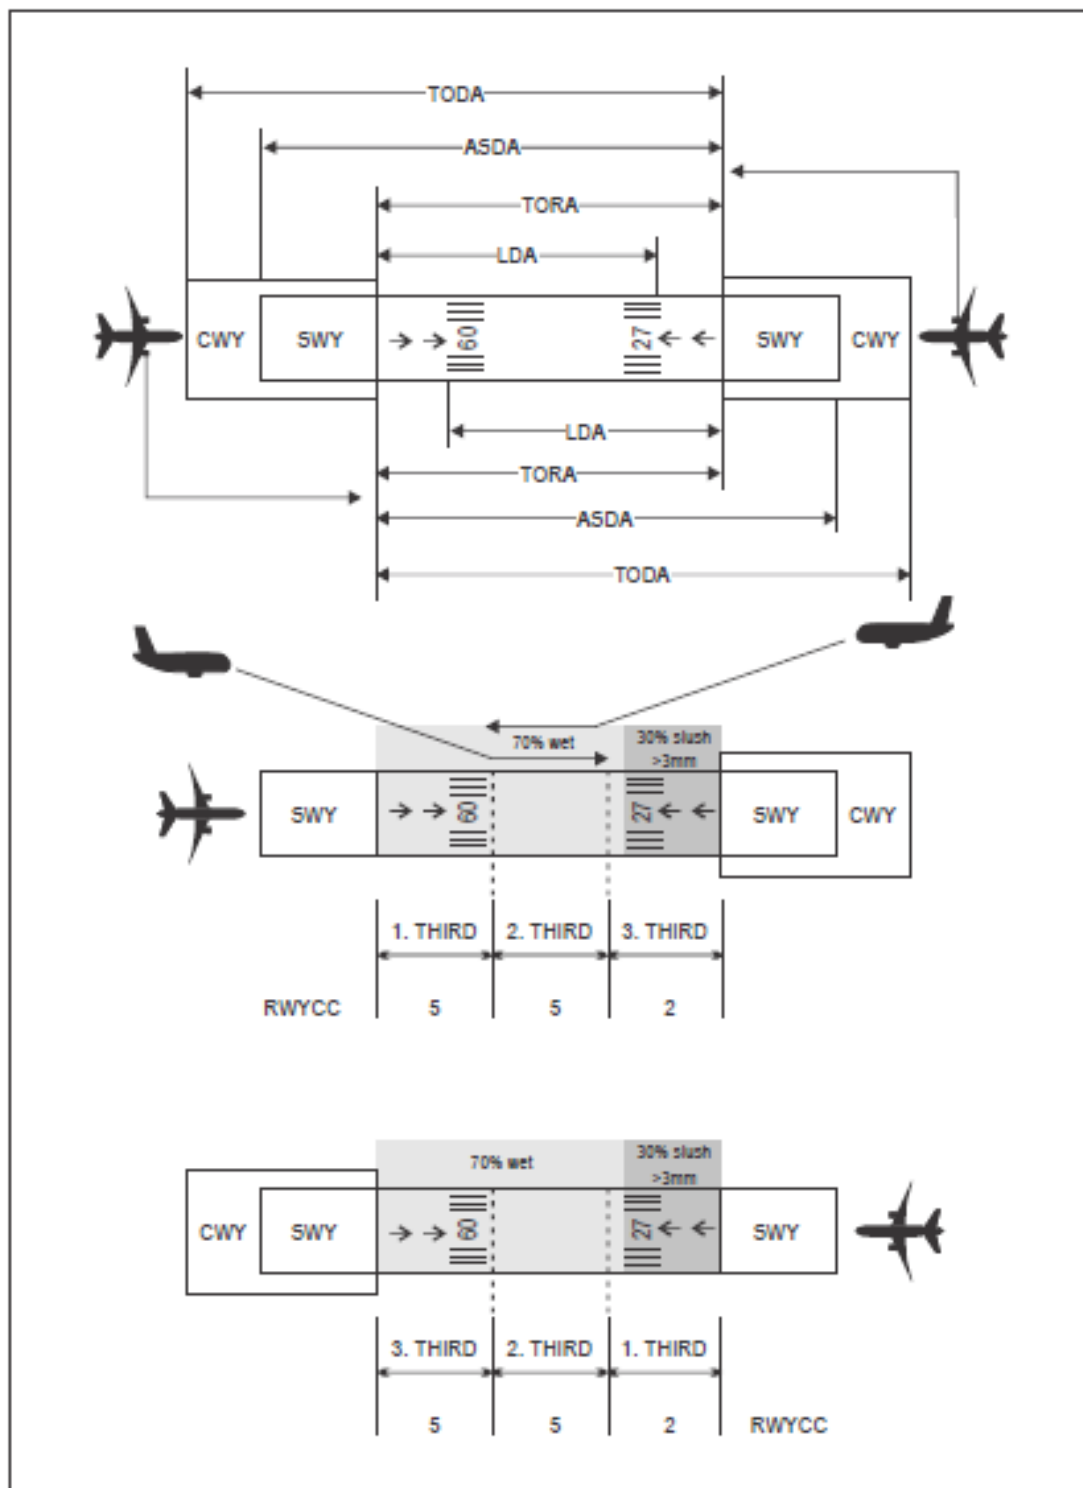 TODA
ASDA
TORA
LDA
CWY SWY 09 27 SWY CWY
LDA
TORA
ASDA
TODA
70% wet 30% slush
>3mm
SWY 09 27 SWY CWY
1. THIRD 2. THIRD 3. THIRD
RWYCC 5 5 2
70% wet 30% slush
>3mm
CWY SWY 09 27 SWY
3. THIRD 2. THIRD 1. THIRD
5 5 2 RWYCC